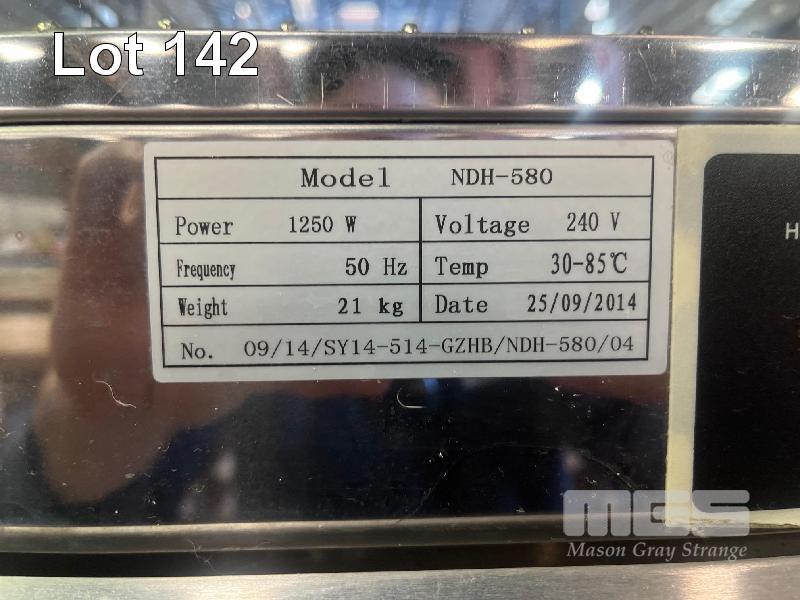 Lot 142
Model NDH-580
Power 1250 W Voltage 240 V
Frequency 50 Hz Temp 30-85℃
Weight 21 kg Date 25/09/2014
No. 09/14/SY14-514-GZHB/NDH-580/04
H
MGS
Mason Gray Strange